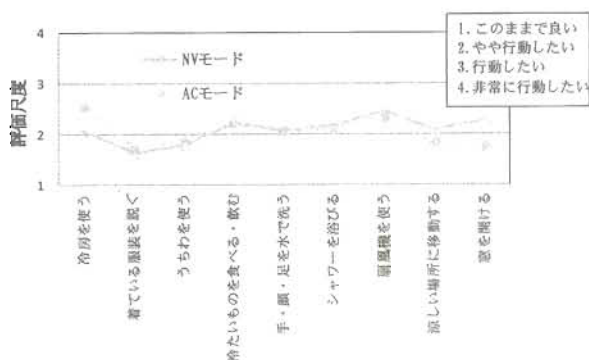 4
3
2
1
評価尺度
NVモード
ACモード
1.このままで良い
2.やや行動したい
3.行動したい
4.非常に行動したい
冷房を使う
着ている服装を脱ぐ
うちわを使う
冷たいものを食べる・飲む
手・顔・足を水で洗う
シャワーを浴びる
扇風機を使う
涼しい場所に移動する
窓を開ける